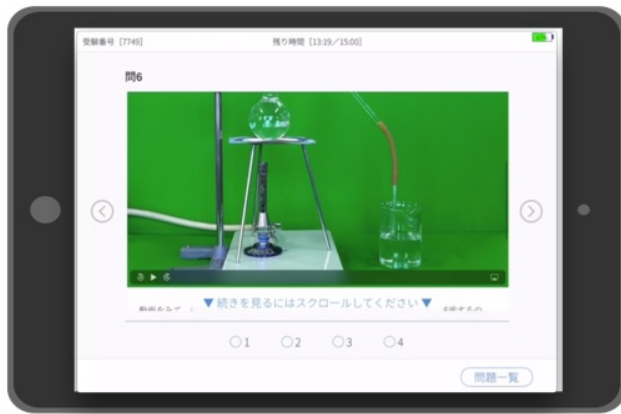 受験番号 [7749]
残り時間 [13:19/15:00]
問6
▼ 続きを見るにはスクロールしてください ▼
○1 ○2 ○3 ○4
問題一覧